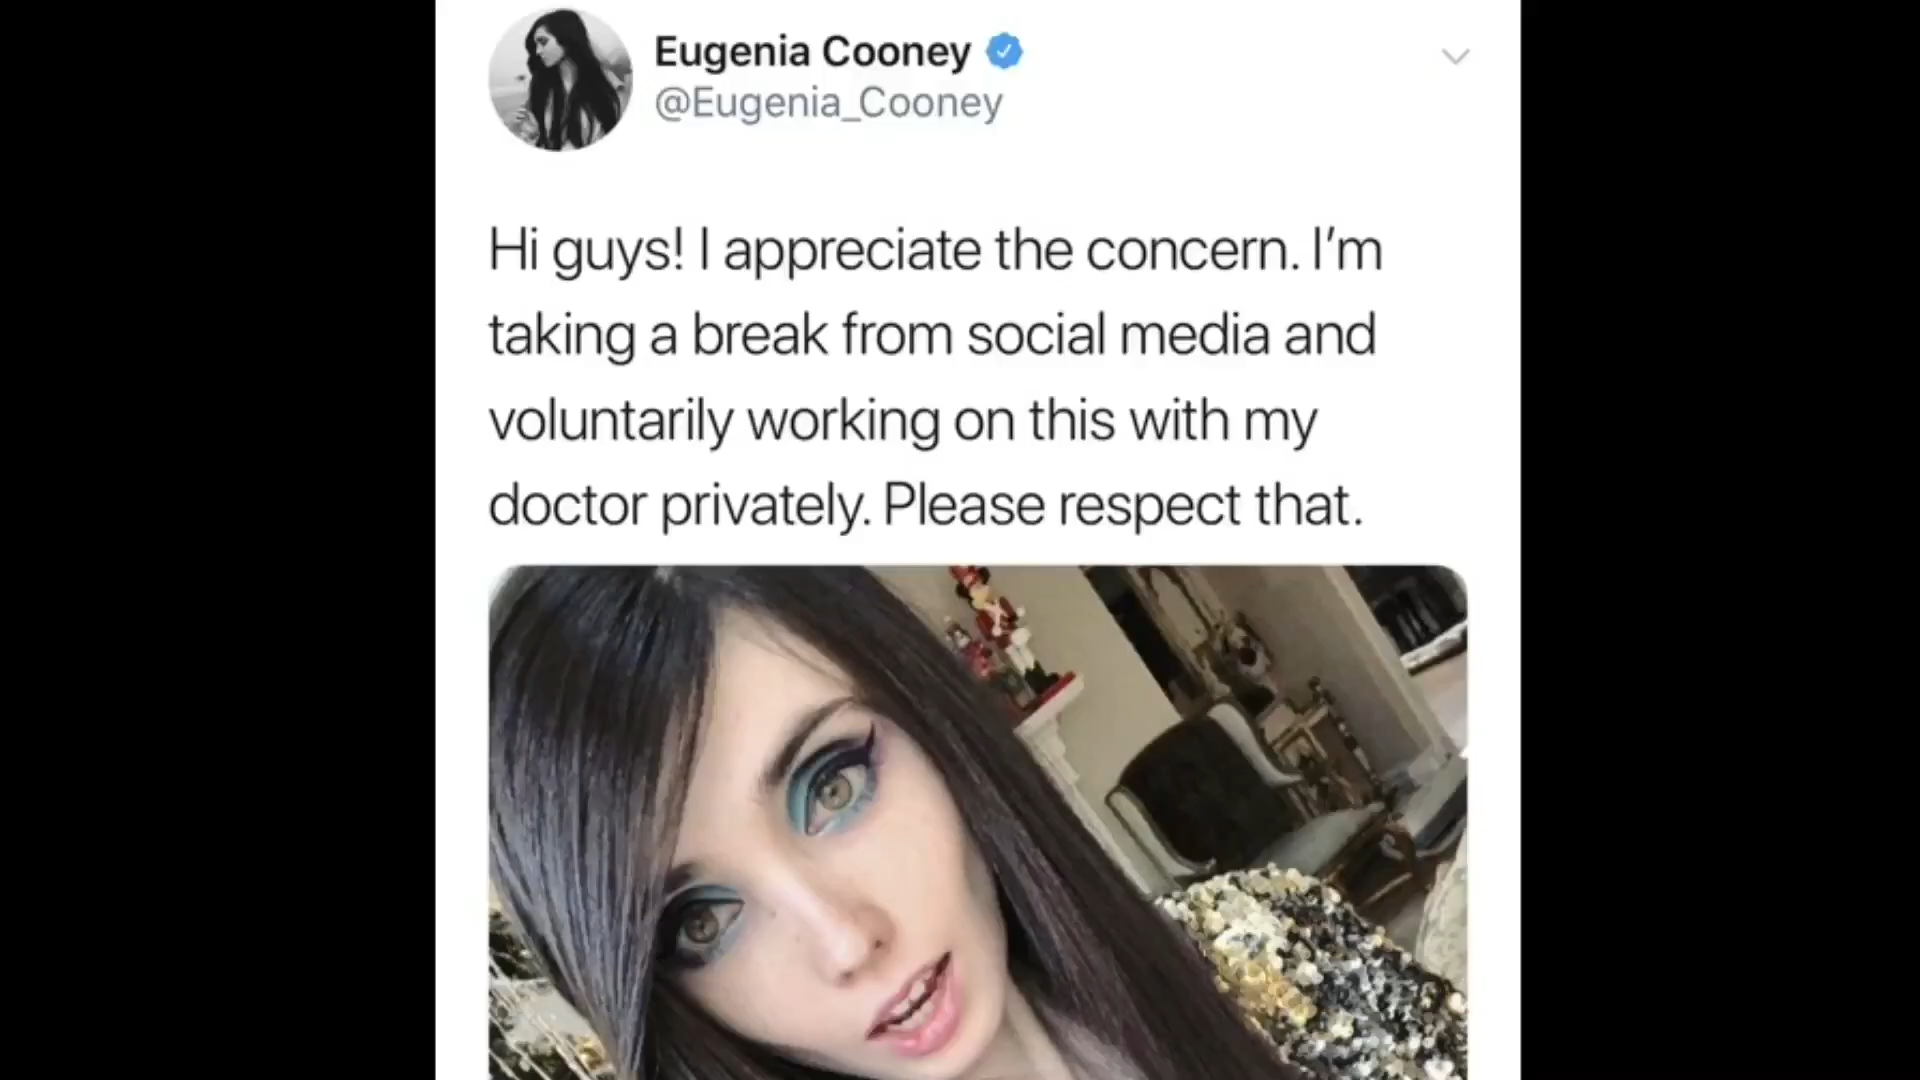 Eugenia Cooney
@Eugenia_Cooney
Hi guys! I appreciate the concern. I’m
taking a break from social media and
voluntarily working on this with my
doctor privately. Please respect that.